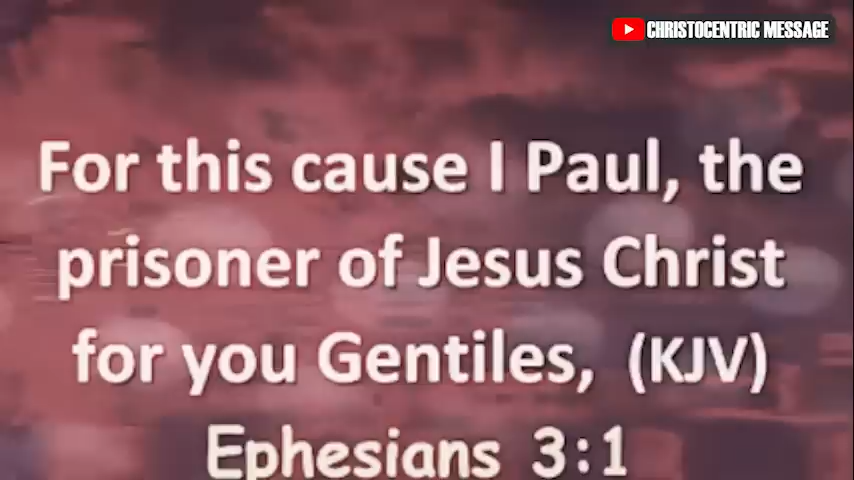 CHRISTOCENTRIC MESSAGE
For this cause I Paul, the
prisoner of Jesus Christ
for you Gentiles, (KJV)
Ephesians 3:1